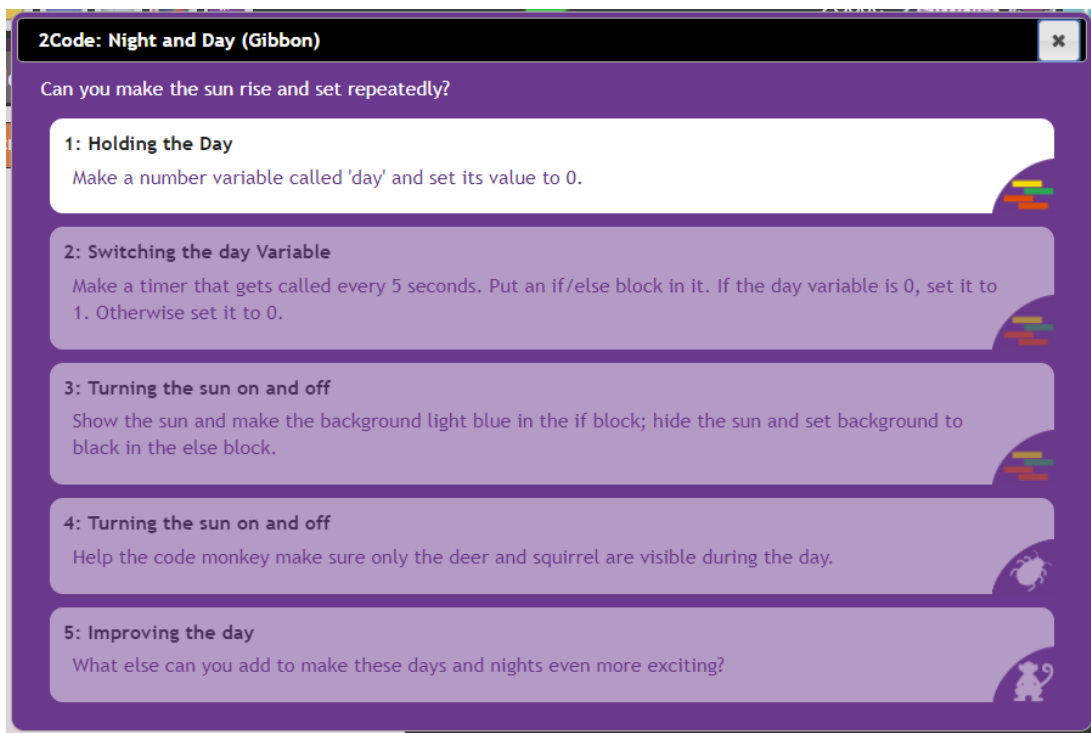 2Code: Night and Day (Gibbon)
Can you make the sun rise and set repeatedly?
1: Holding the Day
Make a number variable called 'day' and set its value to 0.
2: Switching the day Variable
Make a timer that gets called every 5 seconds. Put an if/else block in it. If the day variable is 0, set it to
1. Otherwise set it to 0.
3: Turning the sun on and off
Show the sun and make the background light blue in the if block; hide the sun and set background to
black in the else block.
4: Turning the sun on and off
Help the code monkey make sure only the deer and squirrel are visible during the day.
5: Improving the day
What else can you add to make these days and nights even more exciting?